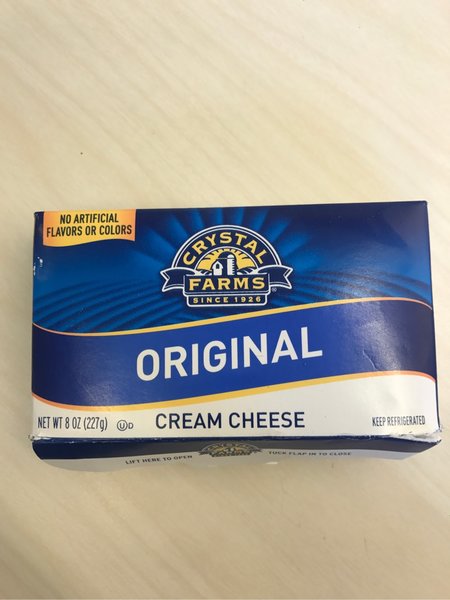 NO ARTIFICIAL
FLAVORS OR COLORS
CRYSTAL
FARMS
SINCE 1926
ORIGINAL
NET WT 8 OZ (227g) UD CREAM CHEESE KEEP REFRIGERATED
LIFT HERE TO OPEN TUCK FLAP IN TO CLOSE